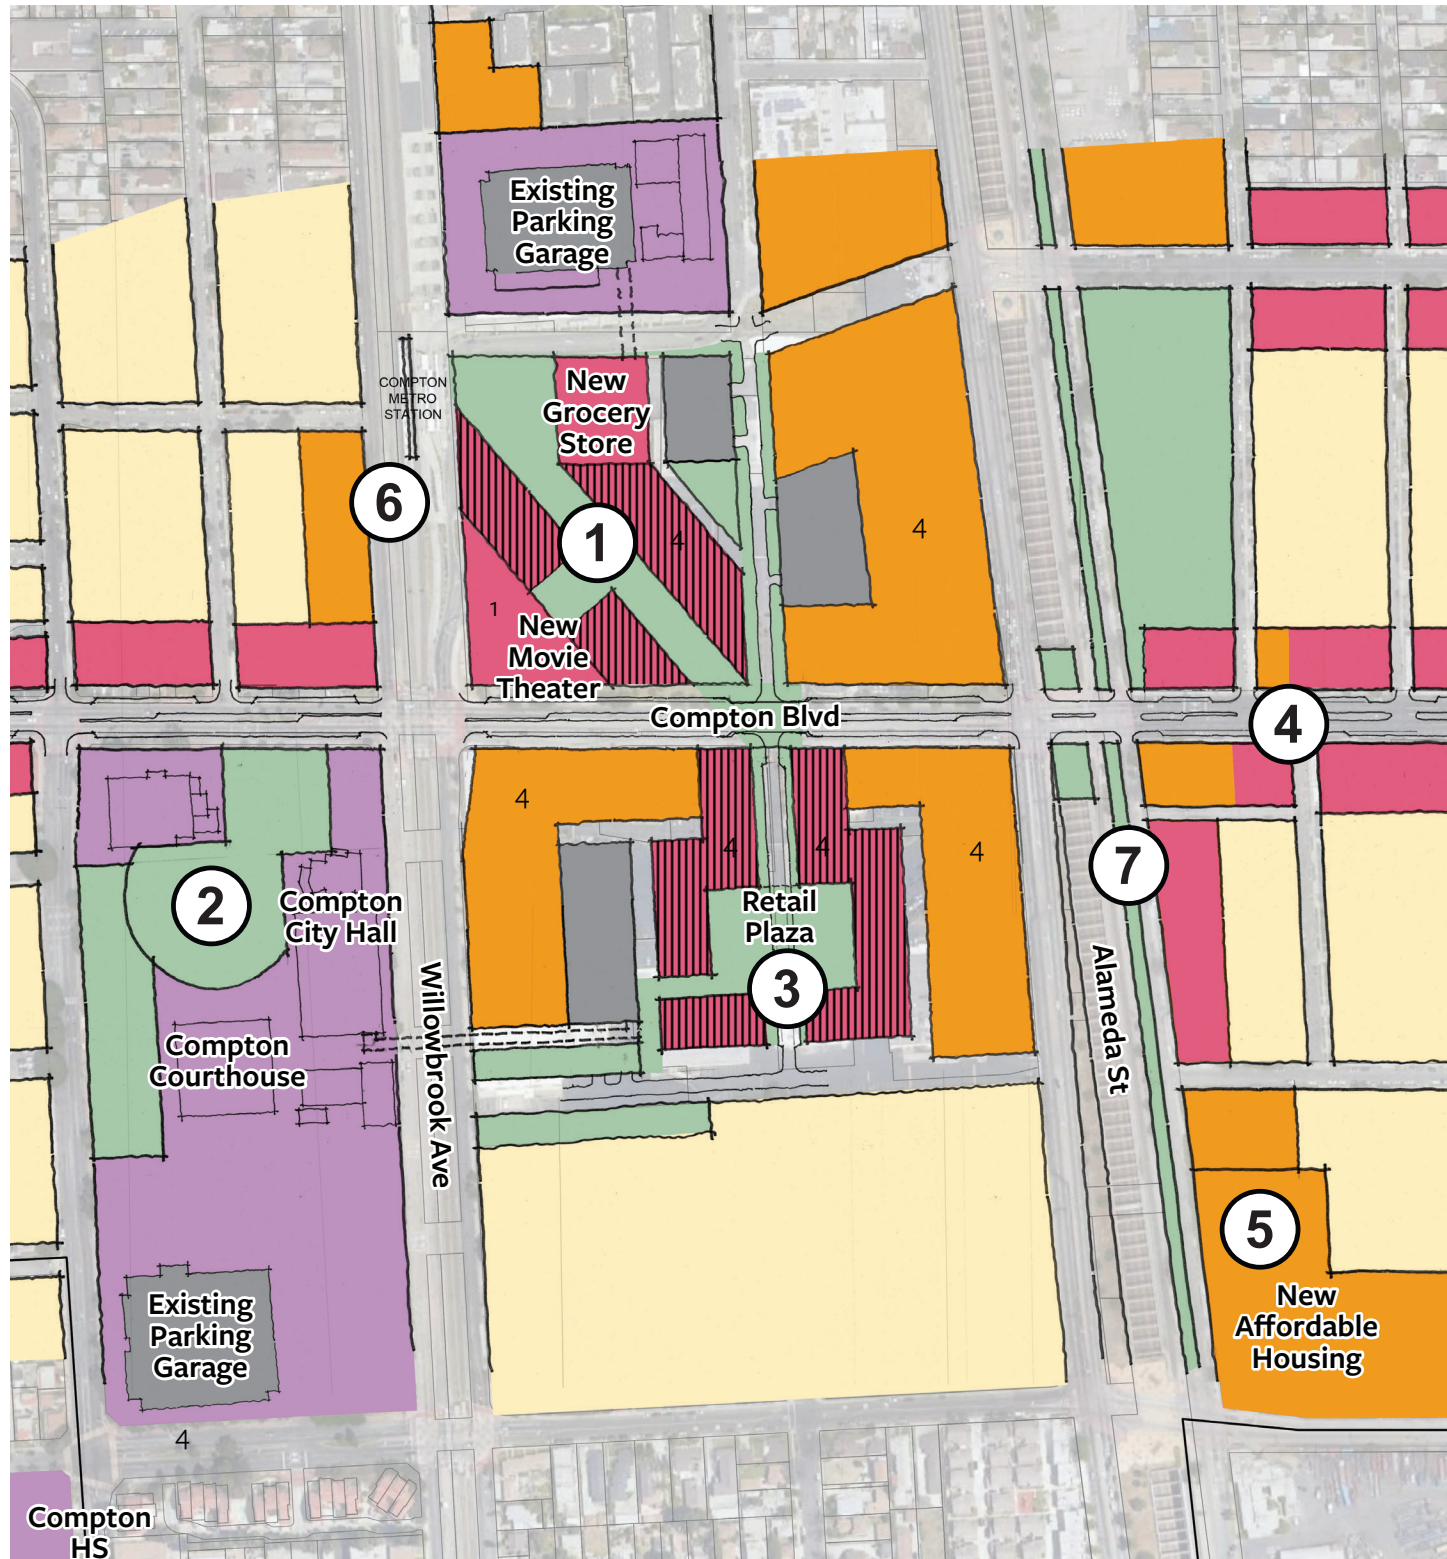 Existing
Parking
Garage
COMPTON
METRO
STATION
New
Grocery
Store
6
1
4
4
1
New
Movie
Theater
Compton Blvd
4
4
4
4
4
2
Compton
City Hall
Retail
Plaza
3
7
Willowbrook Ave
Alameda St
Compton
Courthouse
5
New
Affordable
Housing
Existing
Parking
Garage
4
Compton
HS